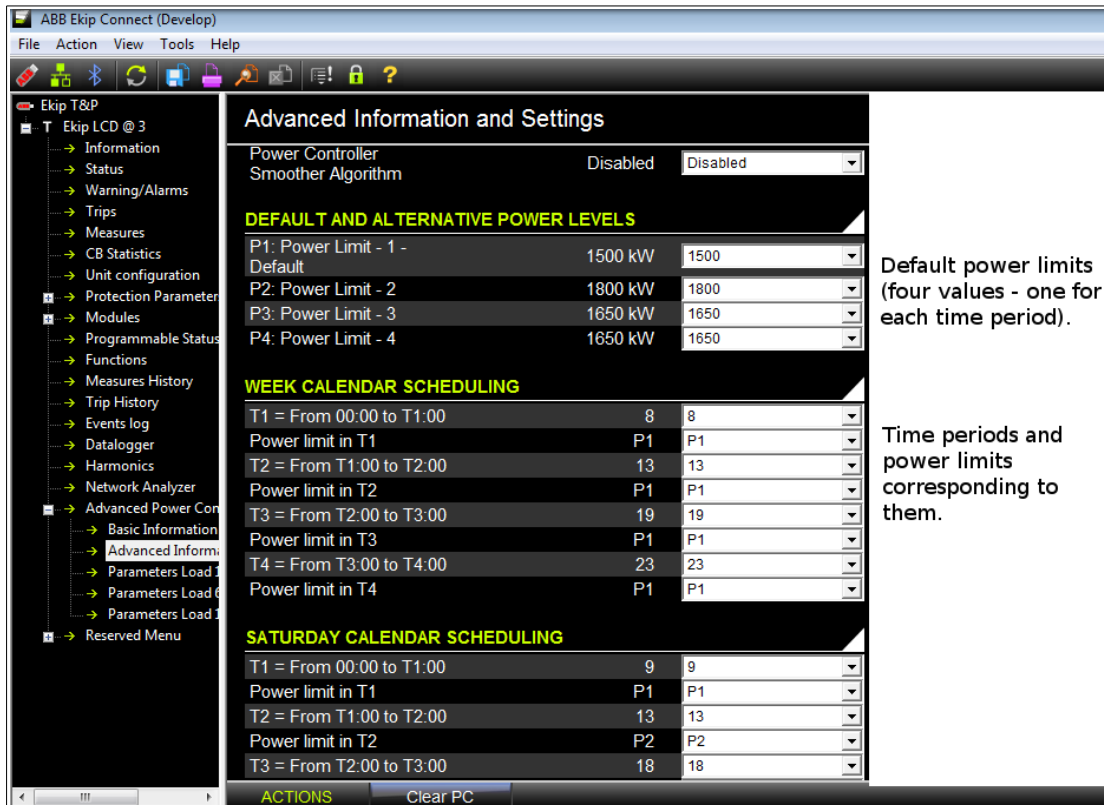 ABB Ekip Connect (Develop)
File Action View Tools Help
Ekip T&P
T Ekip LCD @ 3
Information
Status
Warning/Alarms
Trips
Measures
CB Statistics
Unit configuration
Protection Parameter
Modules
Programmable Status
Functions
Measures History
Trip History
Events log
Datalogger
Harmonics
Network Analyzer
Advanced Power Con
Basic Information
Advanced Informa
Parameters Load 1
Parameters Load 6
Parameters Load 1
Reserved Menu
Advanced Information and Settings
Power Controller
Smoother Algorithm Disabled Disabled
DEFAULT AND ALTERNATIVE POWER LEVELS
P1: Power Limit - 1 -
Default 1500 kW 1500
P2: Power Limit - 2 1800 kW 1800
P3: Power Limit - 3 1650 kW 1650
P4: Power Limit - 4 1650 kW 1650
WEEK CALENDAR SCHEDULING
T1 = From 00:00 to T1:00 8 8
Power limit in T1 P1 P1
T2 = From T1:00 to T2:00 13 13
Power limit in T2 P1 P1
T3 = From T2:00 to T3:00 19 19
Power limit in T3 P1 P1
T4 = From T3:00 to T4:00 23 23
Power limit in T4 P1 P1
SATURDAY CALENDAR SCHEDULING
T1 = From 00:00 to T1:00 9 9
Power limit in T1 P1 P1
T2 = From T1:00 to T2:00 13 13
Power limit in T2 P2 P2
T3 = From T2:00 to T3:00 18 18
ACTIONS Clear PC
Default power limits
(four values - one for
each time period).
Time periods and
power limits
corresponding to
them.